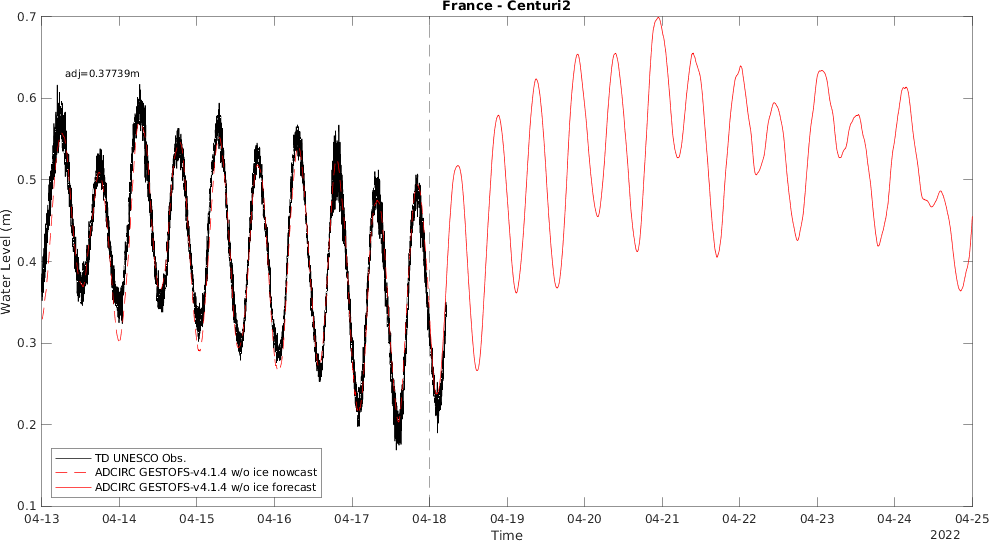 France - Centuri2
adj=0.37739m
Water Level (m)
0.7
0.6
0.5
0.4
0.3
0.2
0.1
TD UNESCO Obs.
ADCIRC GESTOFS-v4.1.4 w/o ice nowcast
ADCIRC GESTOFS-v4.1.4 w/o ice forecast
04-13 04-14 04-15 04-16 04-17 04-18 04-19 04-20 04-21 04-22 04-23 04-24 04-25
Time
2022